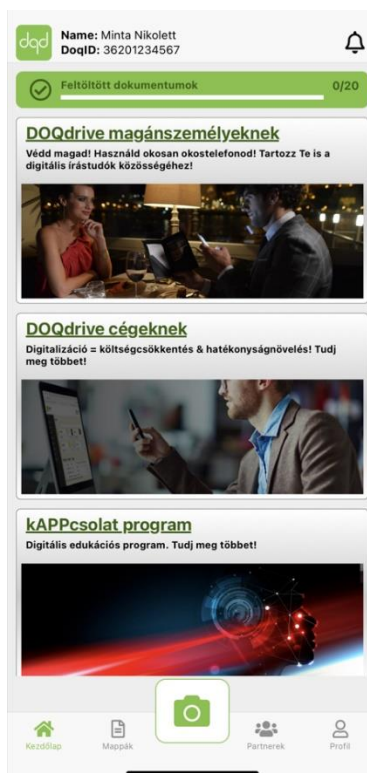 dqd
Name: Minta Nikolett
DoqID: 36201234567
Feltöltött dokumentumok 0/20
DOQdrive magánszemélyeknek
Védd magad! Használd okosan okostelefonod! Tartozz Te is a
digitális írástudók közösségéhez!
DOQdrive cégeknek
Digitalizáció = költségcsökkentés & hatékonyságnövelés! Tudj
meg többet!
kAPPcsolat program
Digitális edukációs program. Tudj meg többet!
Kezdőlap Mappák Partnerek Profil